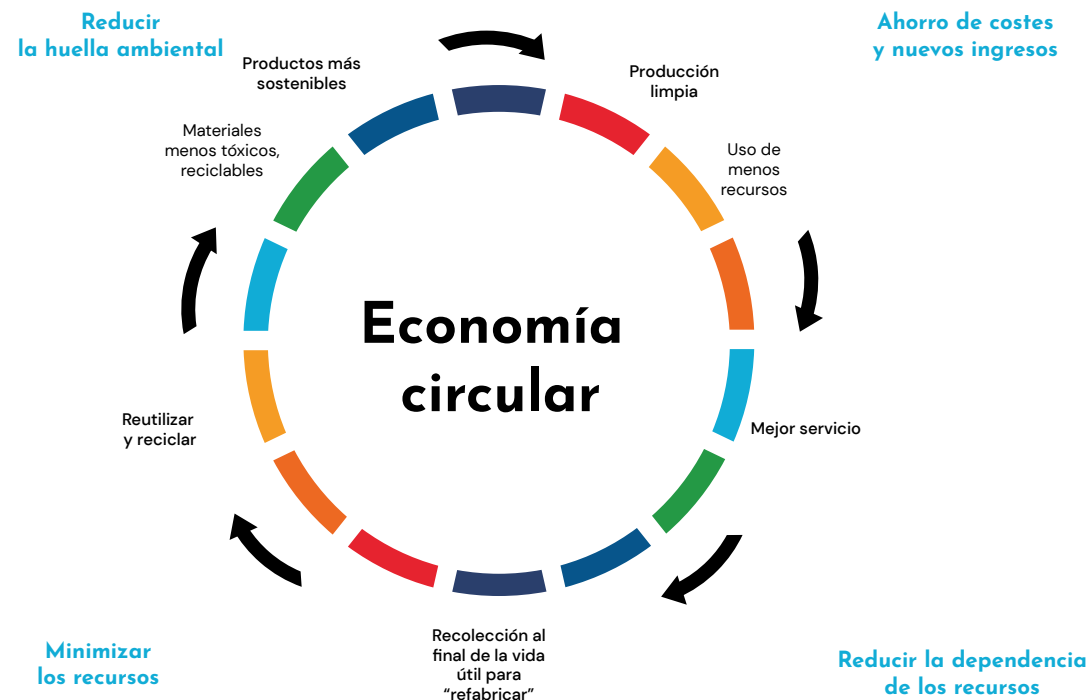 Reducir
la huella ambiental
Ahorro de costes
y nuevos ingresos
Productos más
sostenibles
Producción
limpia
Materiales
menos tóxicos,
reciclables
Uso de
menos
recursos
Economía
circular
Reutilizar
y reciclar
Mejor servicio
Recolección al
final de la vida
útil para
“refabricar”
Minimizar
los recursos
Reducir la dependencia
de los recursos